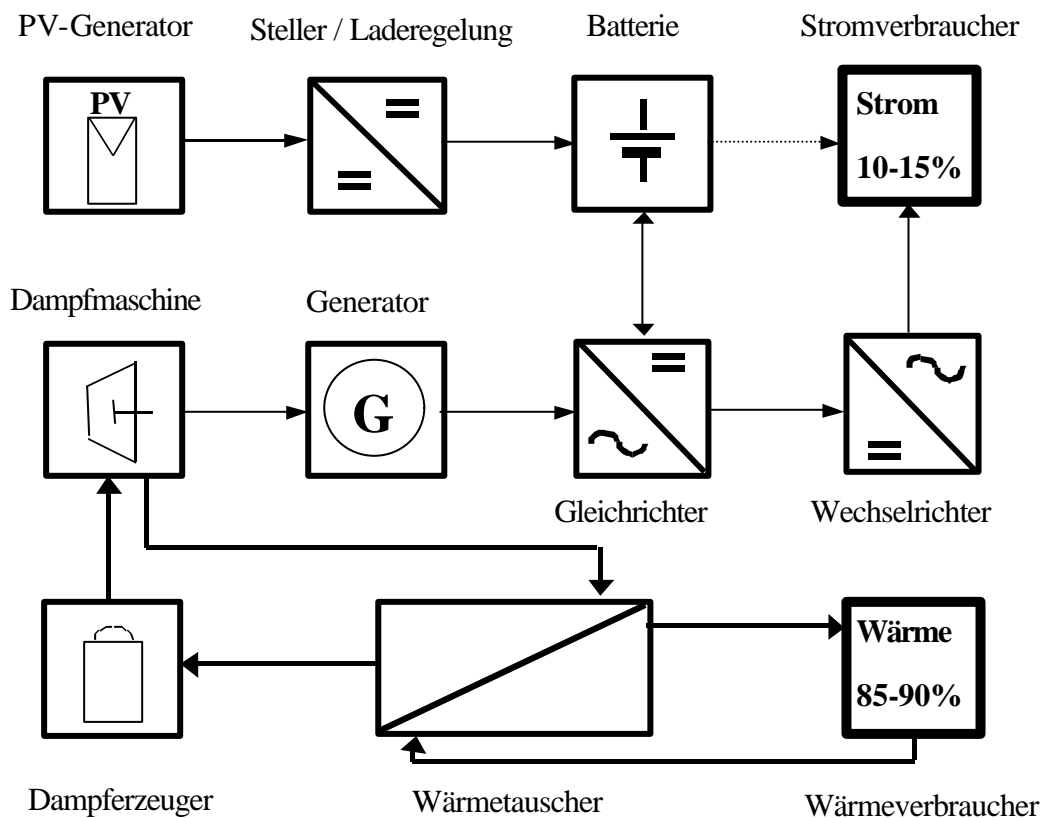 PV-Generator
Steller / Laderegelung
Batterie
Stromverbraucher
PV
Strom
10-15%
Dampfmaschine
Generator
G
Gleichrichter
Wechselrichter
Wärme
85-90%
Dampferzeuger
Wärmetauscher
Wärmeverbraucher